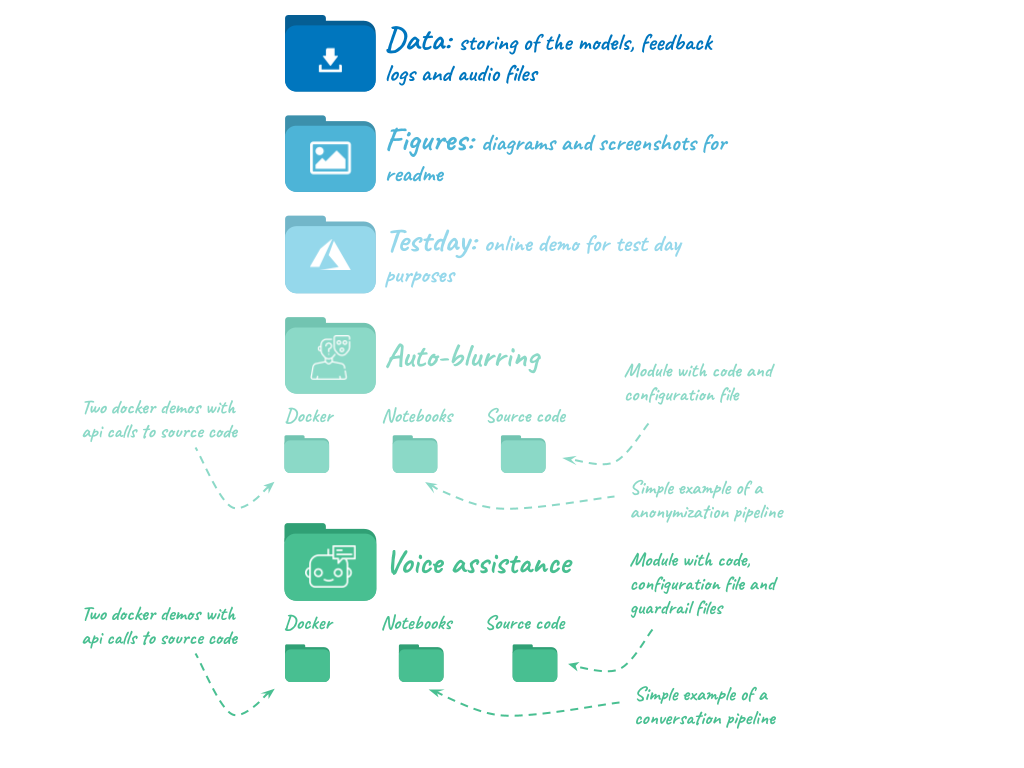 Data: storing of the models, feedback
logs and audio files
Figures: diagrams and screenshots for
readme
Testday: online demo for test day
purposes
Auto-blurring
Module with code and
configuration file
Two docker demos with
api calls to source code
Docker
Notebooks
Source code
Simple example of a
anonymization pipeline
Voice assistance
Module with code,
configuration file and
guardrail files
Two docker demos with
api calls to source code
Docker
Notebooks
Source code
Simple example of a
conversation pipeline